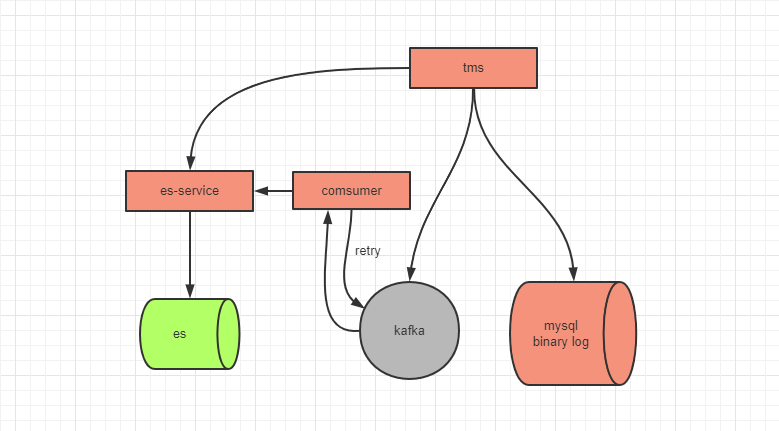 tms
es-service
comsumer
retry
es
kafka
mysql
binary log